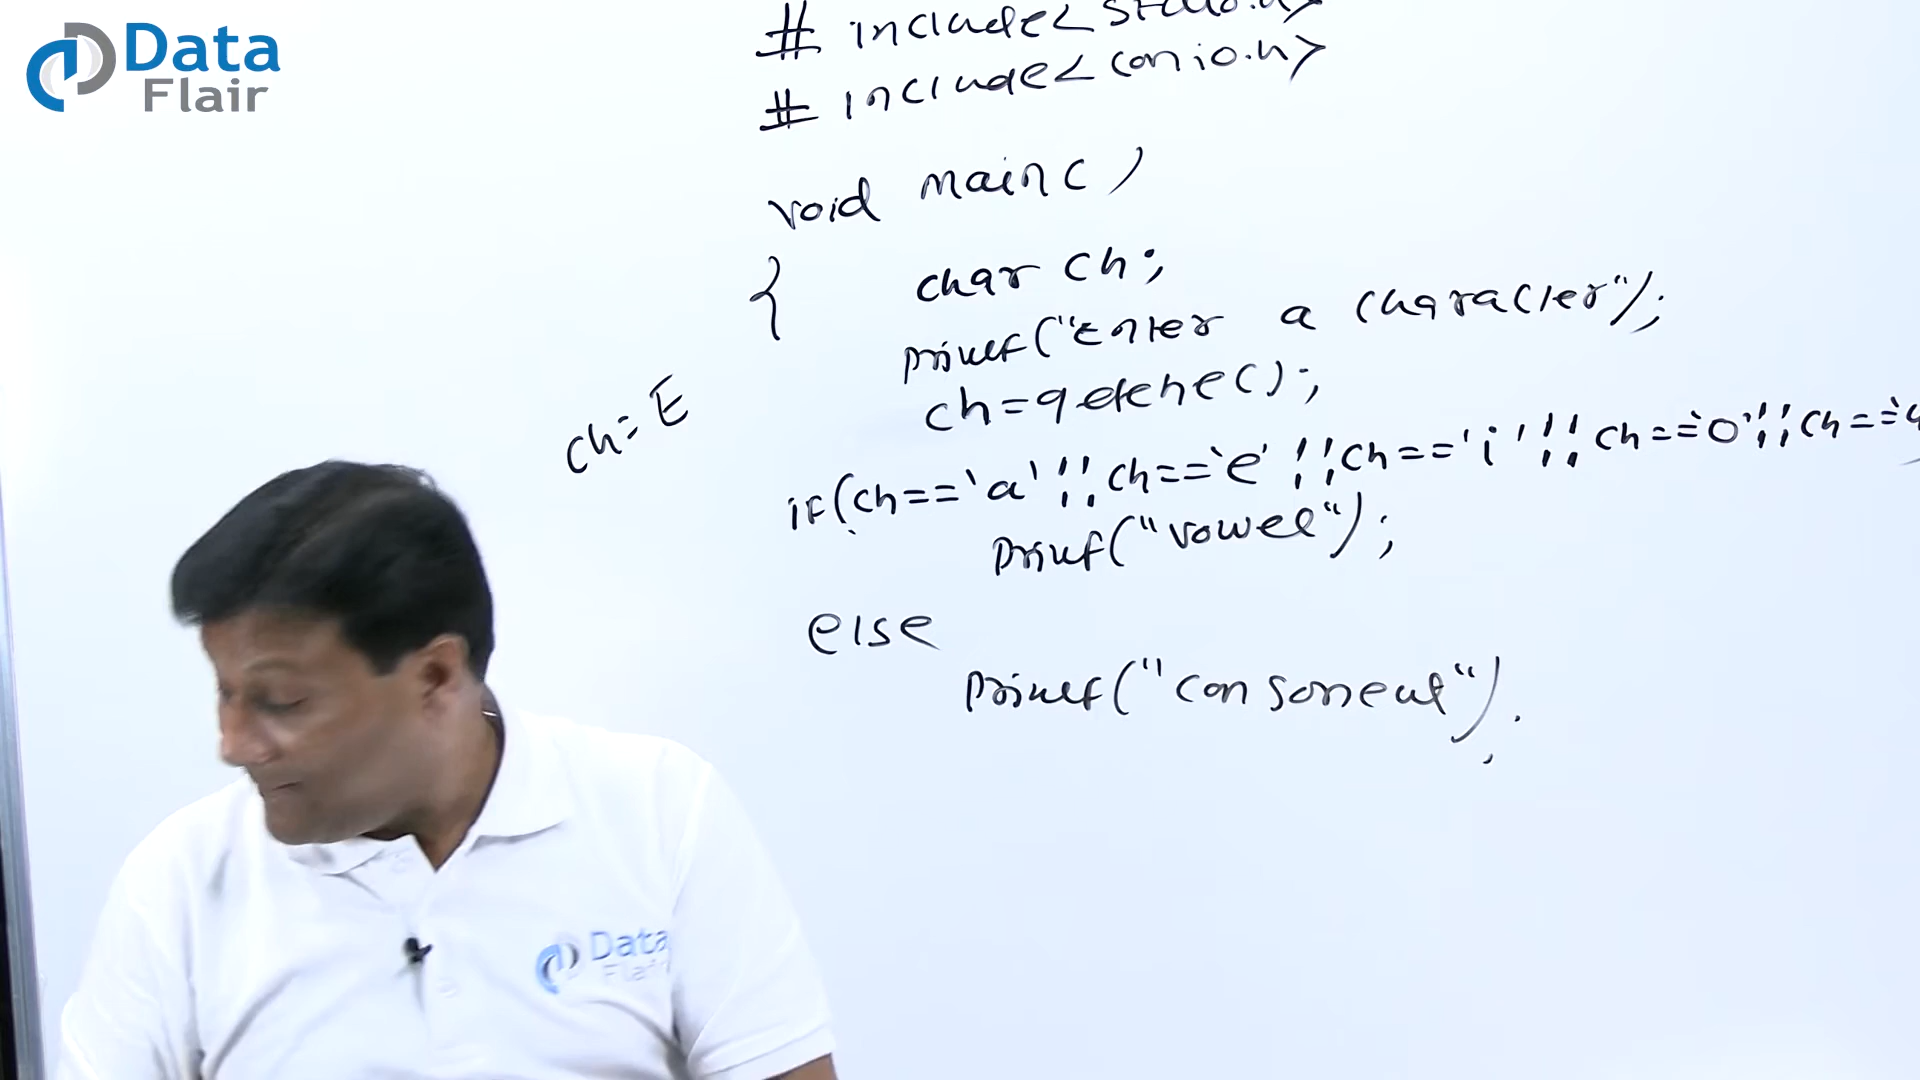 Data
Flair
# include<stdio.h>
# include<conio.h>
void main()
{ char ch;
printf("Enter a character");
ch=getche();
ch=E
if(ch=='a'||ch=='e'||ch=='i'||ch=='o'||ch=='u
printf("vowel");
else
printf("consonent");
Data
Flair